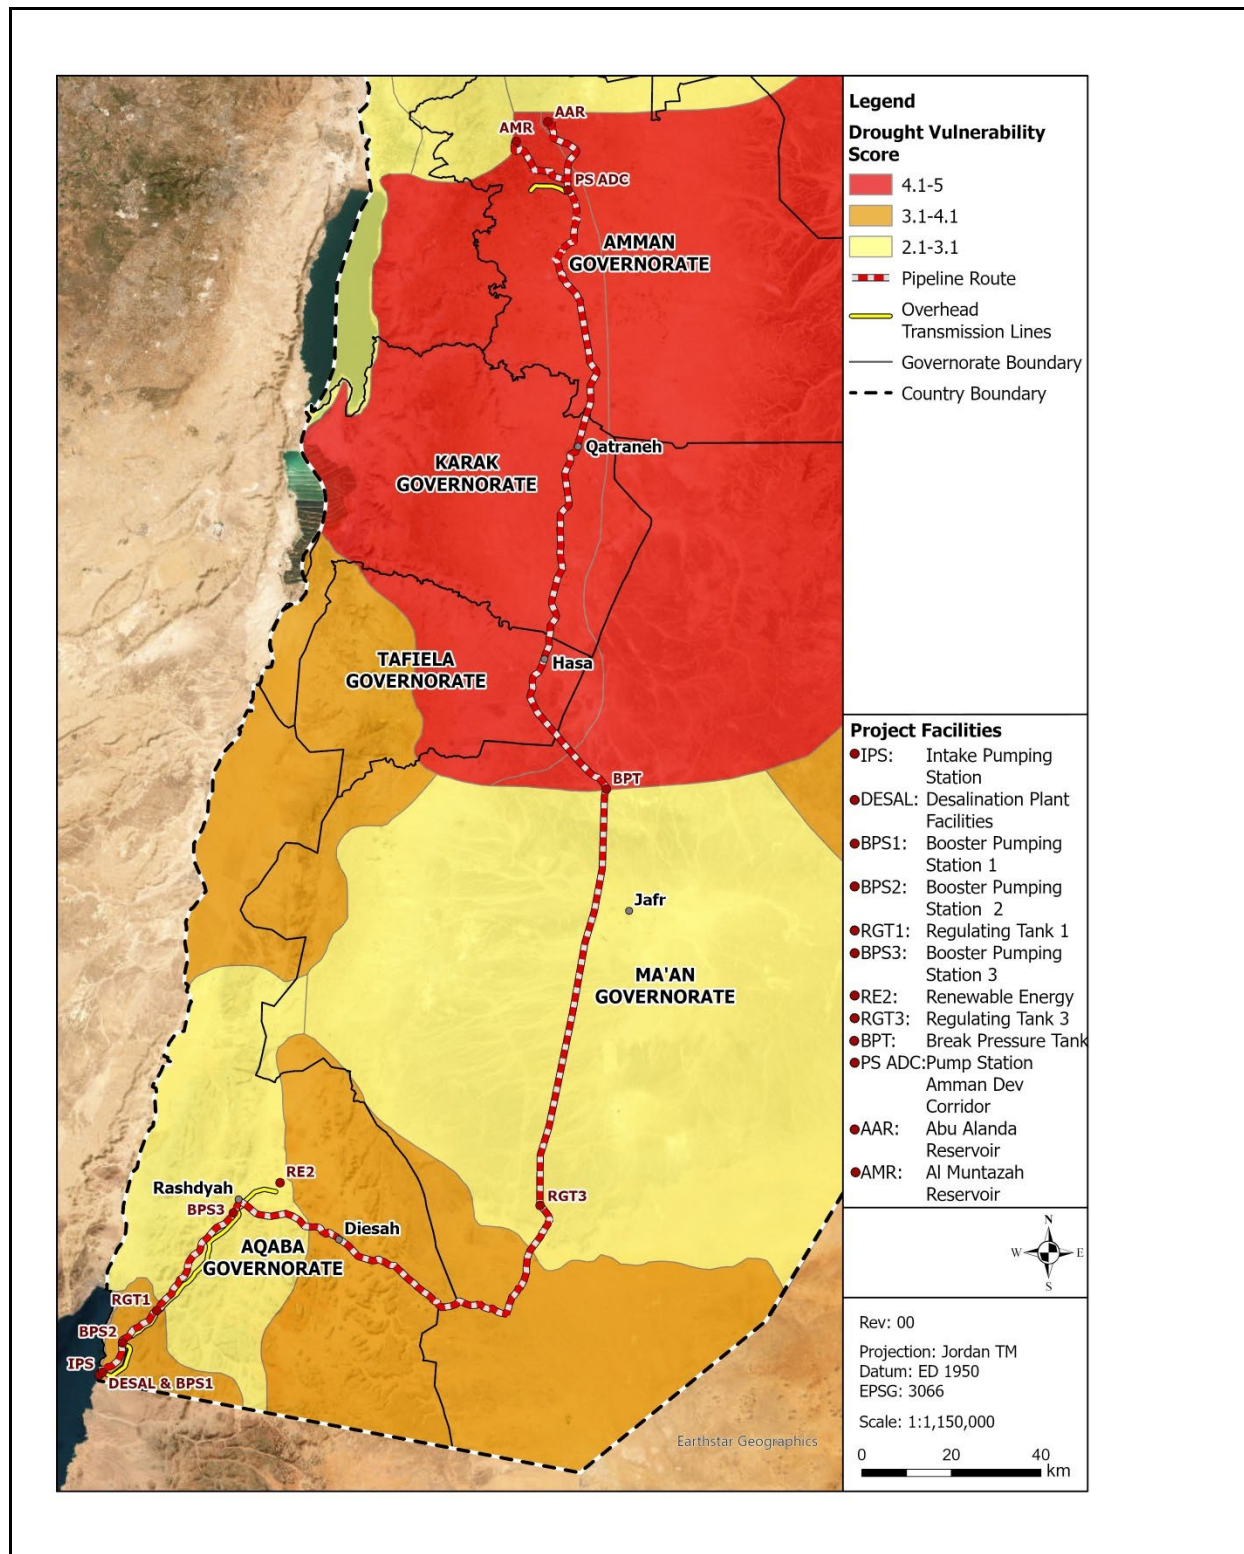 AAR
AMR
PS ADC
AMMAN
GOVERNORATE
Qatraneh
KARAK
GOVERNORATE
Hasa
TAFIELA
GOVERNORATE
BPT
Jafr
MA'AN
GOVERNORATE
RE2
Rashdyah
BPS3
RGT3
Diesah
AQABA
GOVERNORATE
RGT1
BPS2
IPS
DESAL & BPS1
Earthstar Geographics
Legend
Drought Vulnerability
Score
4.1-5
3.1-4.1
2.1-3.1
Pipeline Route
Overhead
Transmission Lines
Governorate Boundary
Country Boundary
Project Facilities
IPS: Intake Pumping
Station
DESAL: Desalination Plant
Facilities
BPS1: Booster Pumping
Station 1
BPS2: Booster Pumping
Station 2
RGT1: Regulating Tank 1
BPS3: Booster Pumping
Station 3
RE2: Renewable Energy
RGT3: Regulating Tank 3
BPT: Break Pressure Tank
PS ADC: Pump Station
Amman Dev
Corridor
AAR: Abu Alanda
Reservoir
AMR: Al Muntazah
Reservoir
N
W E
S
Rev: 00
Projection: Jordan TM
Datum: ED 1950
EPSG: 3066
Scale: 1:1,150,000
0 20 40
km